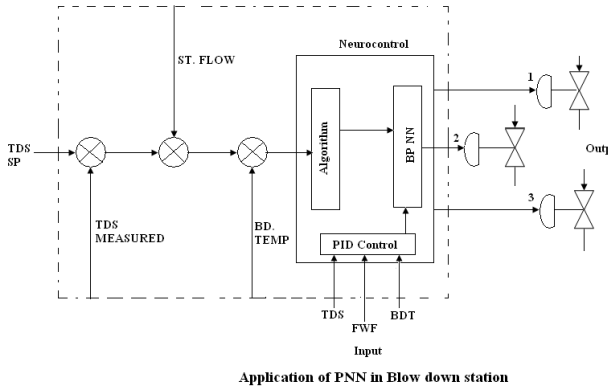 Neurocontrol
ST. FLOW
1
TDS
SP
Algorithm
BP NN
2
Outp
TDS
MEASURED
BD.
TEMP
3
PID Control
TDS
BDT
FWF
Input
Application of PNN in Blow down station